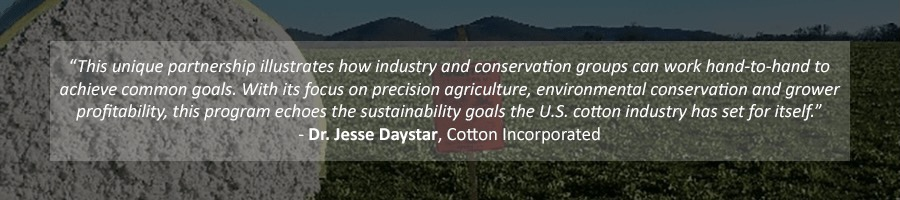 “This unique partnership illustrates how industry and conservation groups can work hand-to-hand to
achieve common goals. With its focus on precision agriculture, environmental conservation and grower
profitability, this program echoes the sustainability goals the U.S. cotton industry has set for itself.”
- Dr. Jesse Daystar, Cotton Incorporated